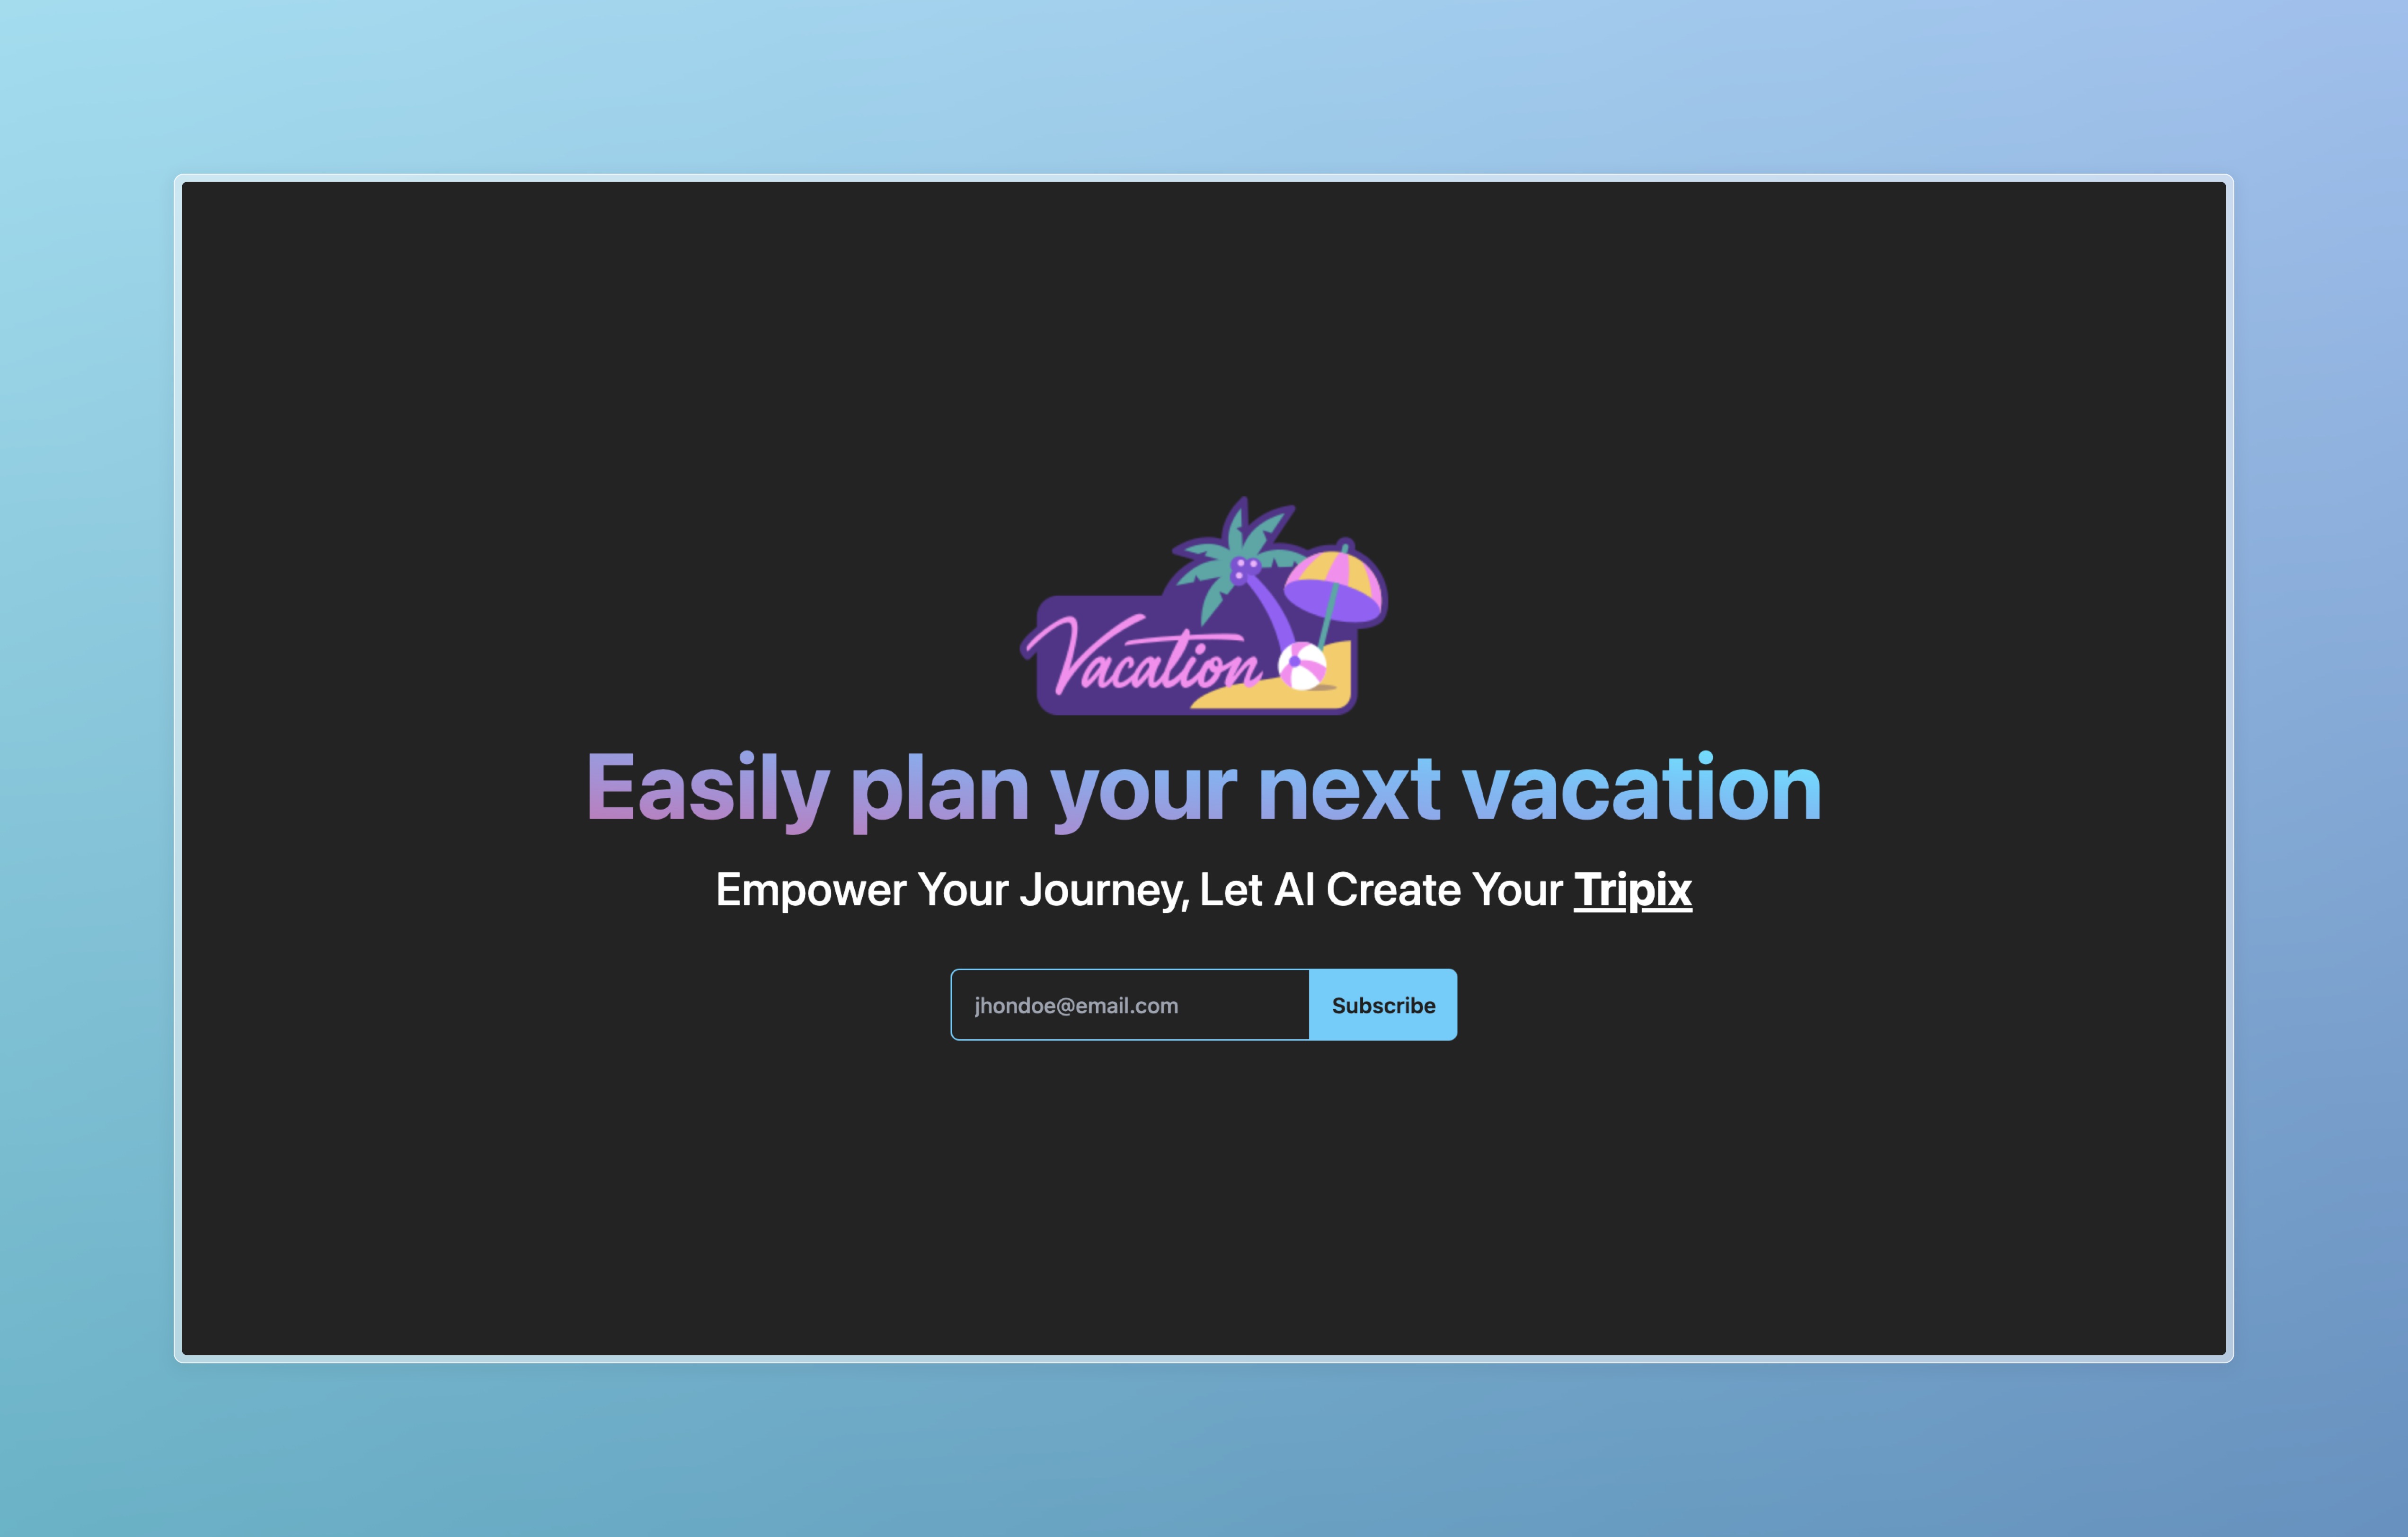 Vacation
Easily plan your next vacation
Empower Your Journey, Let AI Create Your Tripix
jhondoe@email.com
Subscribe